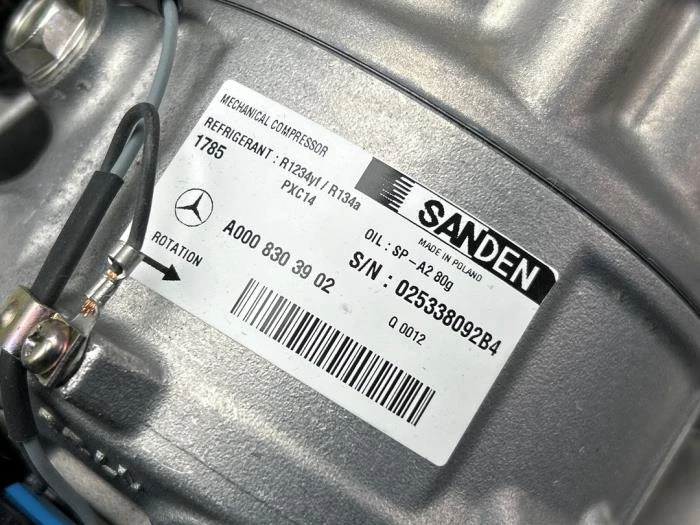 MECHANICAL COMPRESSOR
REFRIGERANT : R1234yf / R134a
1785
PXC14
SANDEN
MADE IN POLAND
OIL : SP-A2 80g
A000 830 39 02
S/N : 025338092B4
ROTATION
Q 0012